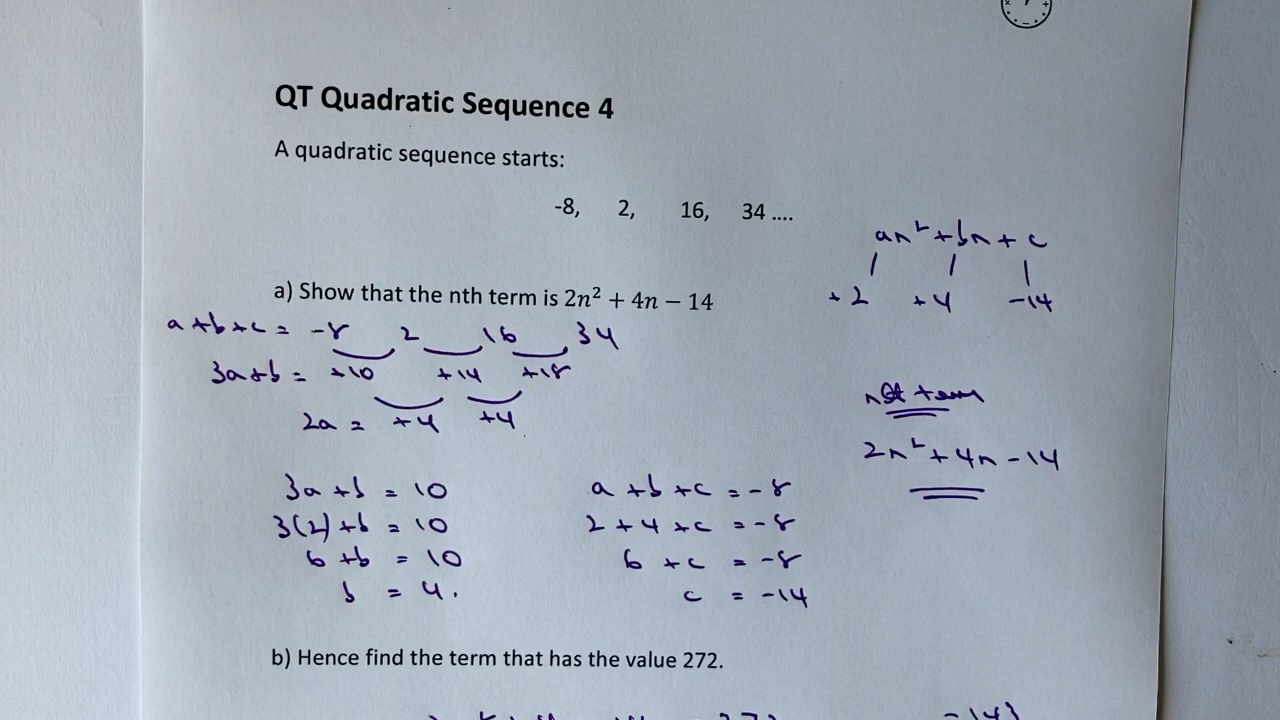 QT Quadratic Sequence 4
A quadratic sequence starts:
-8, 2, 16, 34 ....
an² + bn + c
+2 +4 -14
a) Show that the nth term is 2n² + 4n − 14
a+b+c = -8 2 16 34
3a+b = +10 +14 +18
2a = +4 +4
term
2n² + 4n - 14
3a + b = 10
3(2) + b = 10
6 + b = 10
b = 4.
a + b + c = -8
2 + 4 + c = -8
6 + c = -8
c = -14
b) Hence find the term that has the value 272.